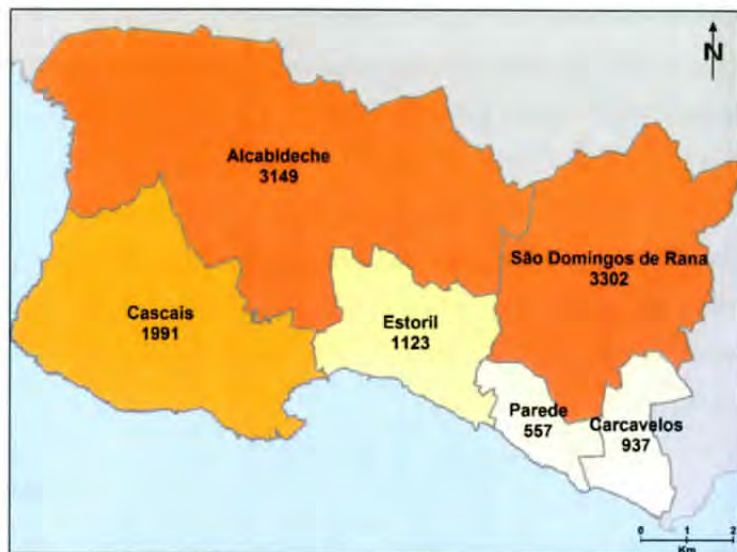 N
Alcabideche
3149
São Domingos de Rana
3302
Cascais
1991
Estoril
1123
Parede
557
Carcavelos
937
0 1 2
Km